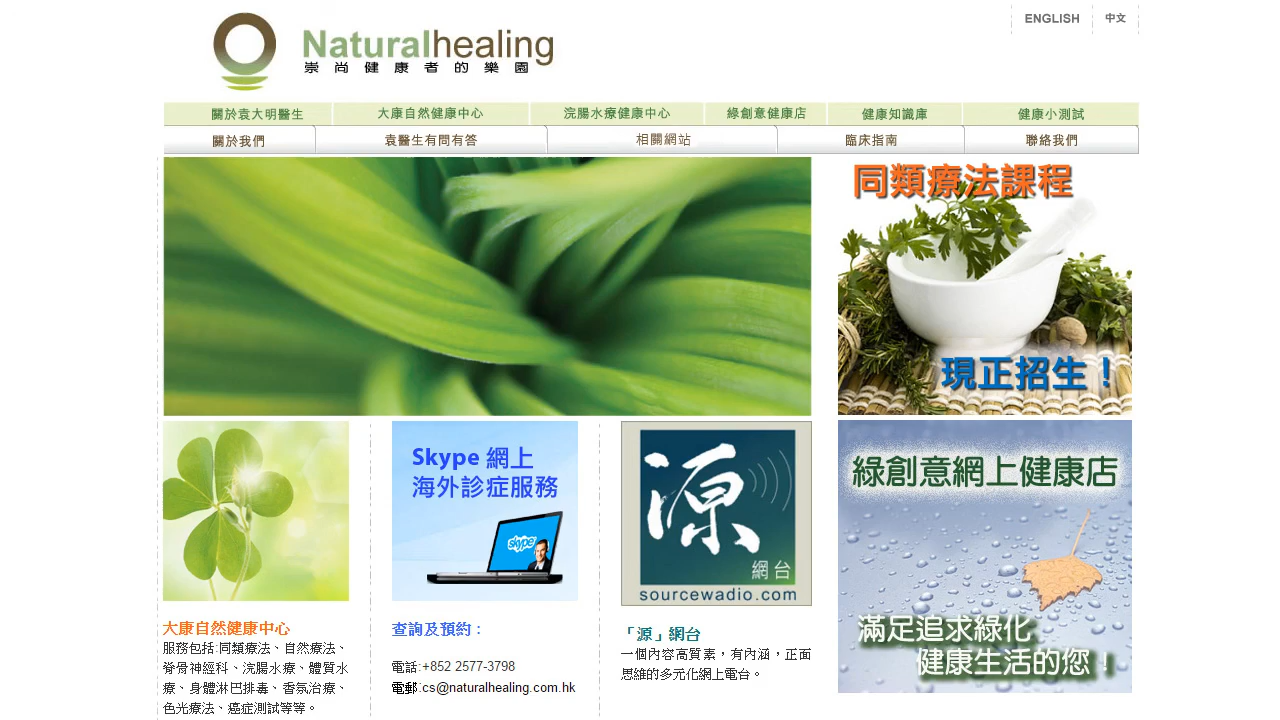 ENGLISH 中文
Naturalhealing
崇尚健康者的樂園
關於袁大明醫生 大康自然健康中心 浣腸水療健康中心 綠創意健康店 健康知識庫 健康小測試
關於我們 袁醫生有問有答 相關網站 臨床指南 聯絡我們
同類療法課程
現正招生！
Skype 網上
海外診症服務
skype
源
網台
sourcewadio.com
綠創意網上健康店
滿足追求綠化
健康生活的您！
大康自然健康中心
服務包括:同類療法、自然療法、
脊骨神經科、浣腸水療、體質水
療、身體淋巴排毒、香氛治療、
色光療法、癌症測試等等。
查詢及預約：
電話:+852 2577-3798
電郵:cs@naturalhealing.com.hk
「源」網台
一個內容高質素，有內涵，正面
思維的多元化網上電台。